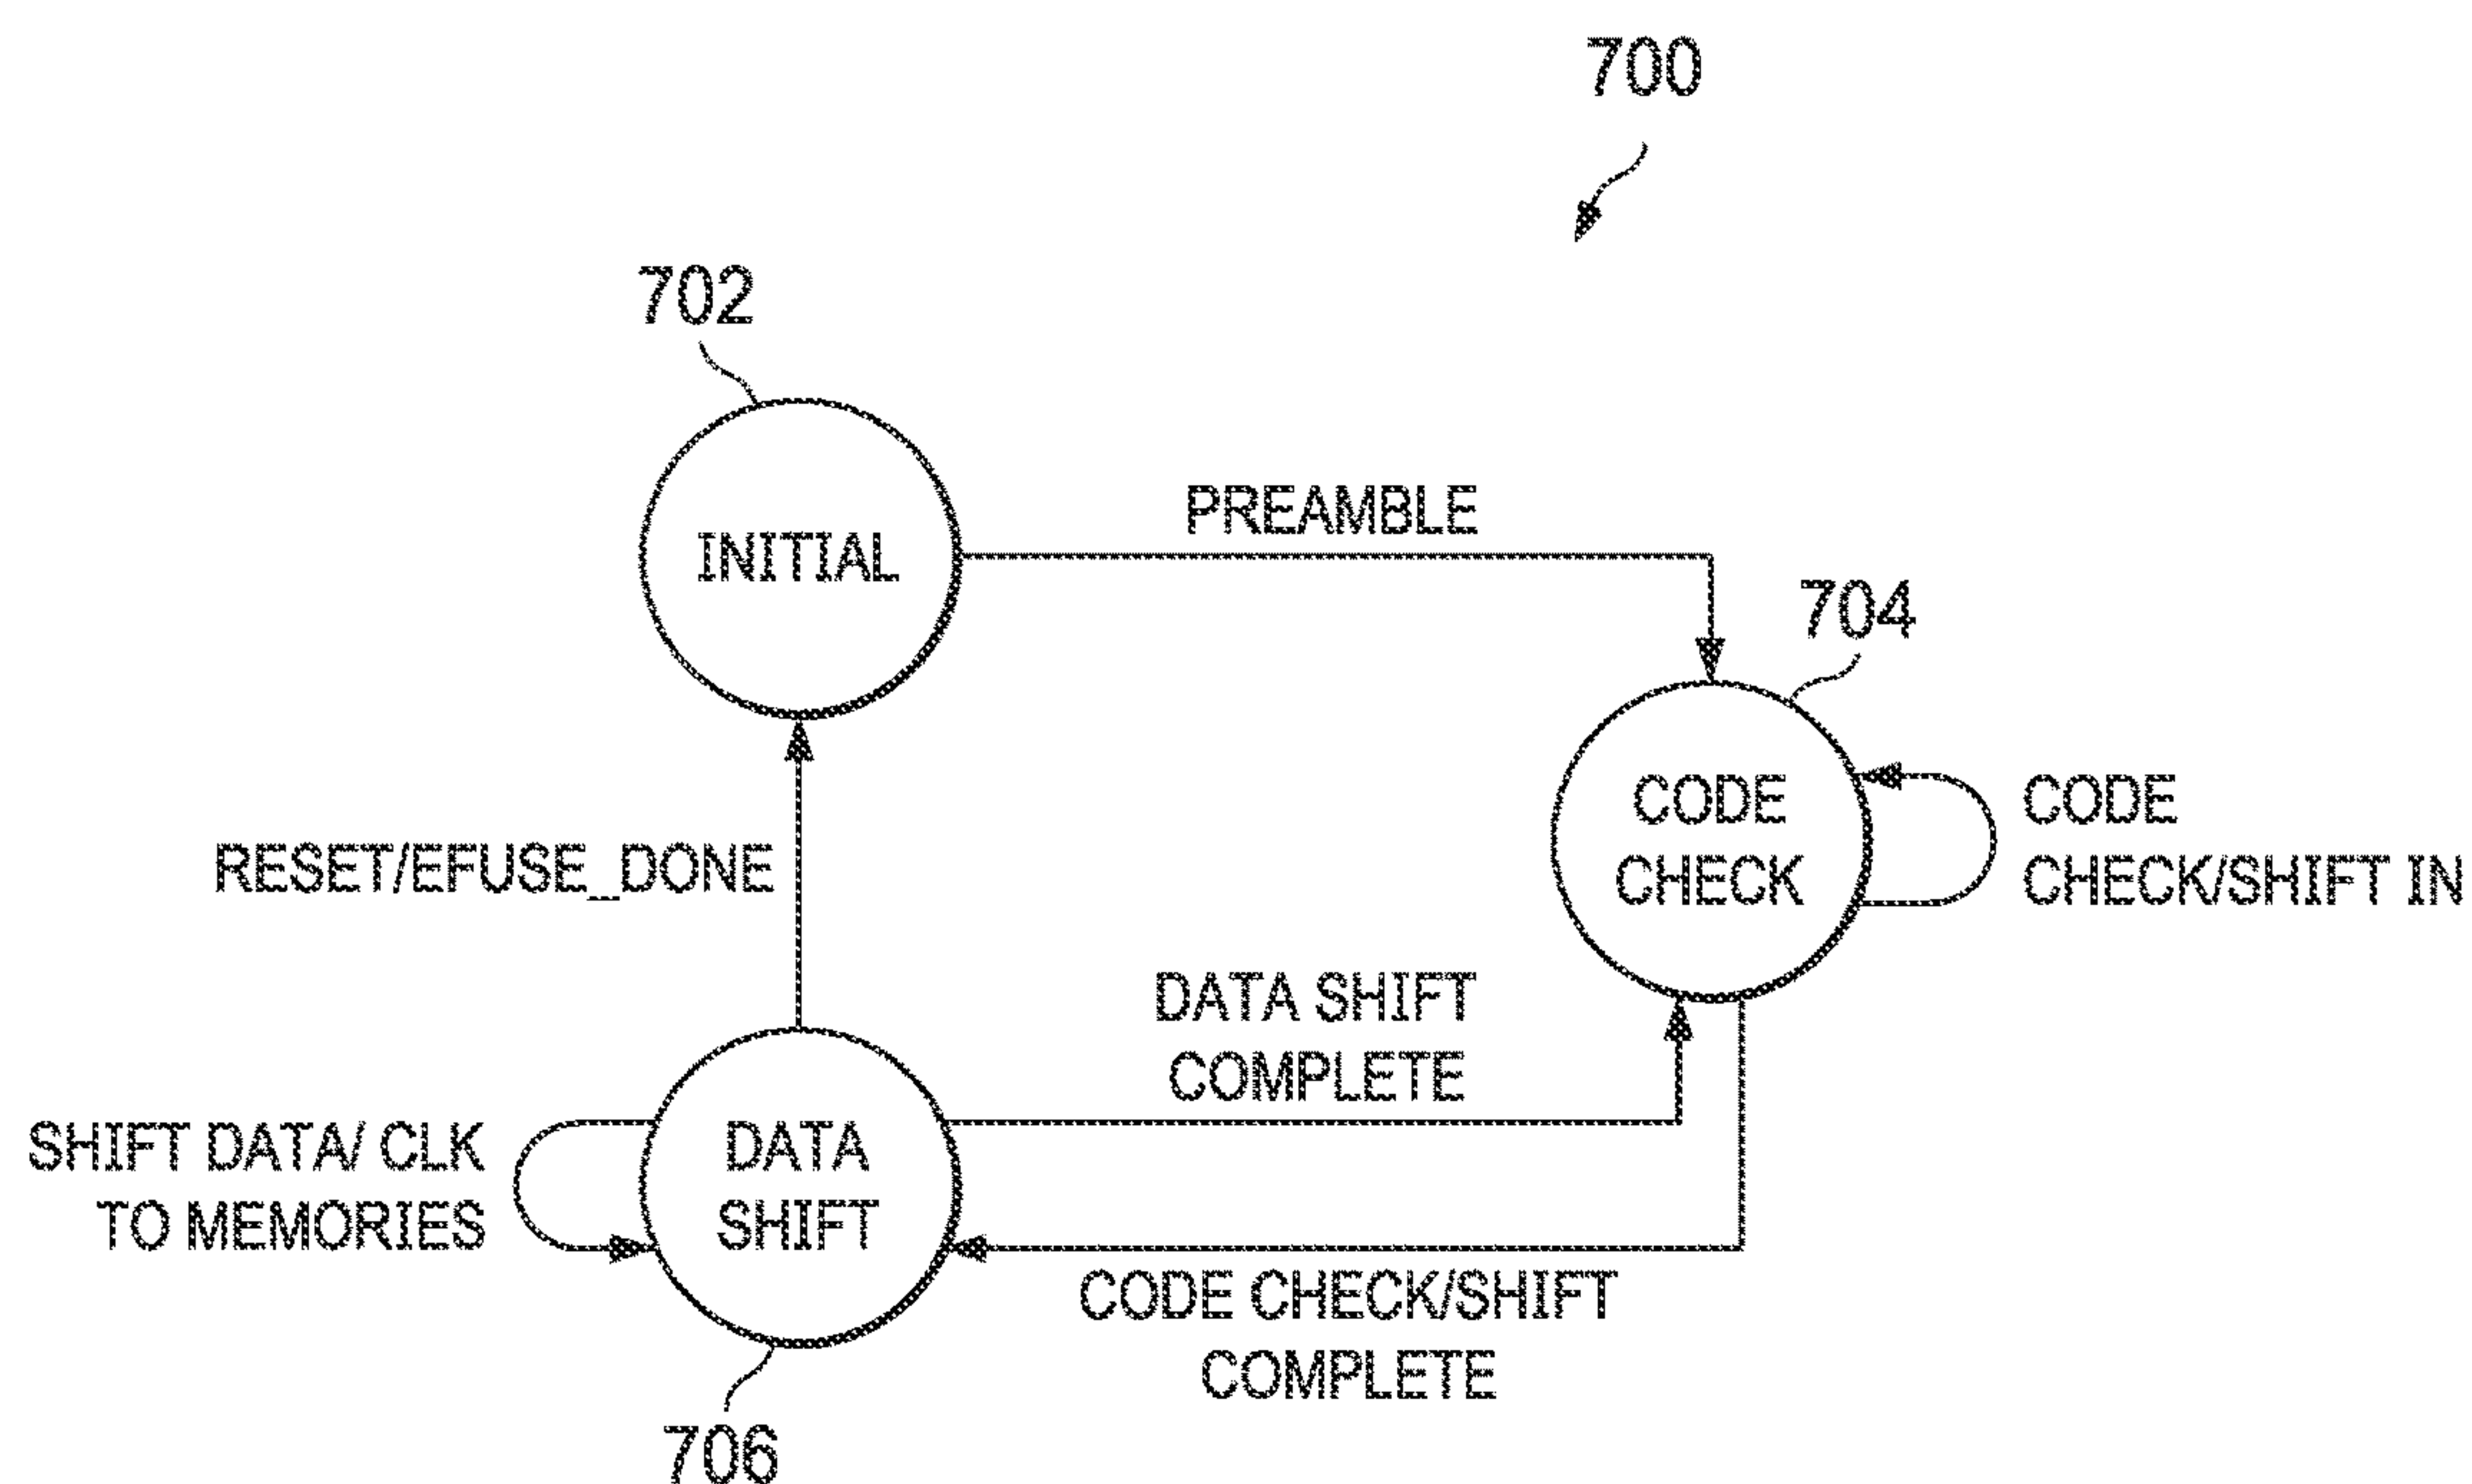 700
702
INITIAL
PREAMBLE
704
CODE
CHECK
CODE
CHECK/SHIFT IN
RESET/EFUSE_DONE
DATA SHIFT
COMPLETE
SHIFT DATA/ CLK
TO MEMORIES
DATA
SHIFT
CODE CHECK/SHIFT
COMPLETE
706